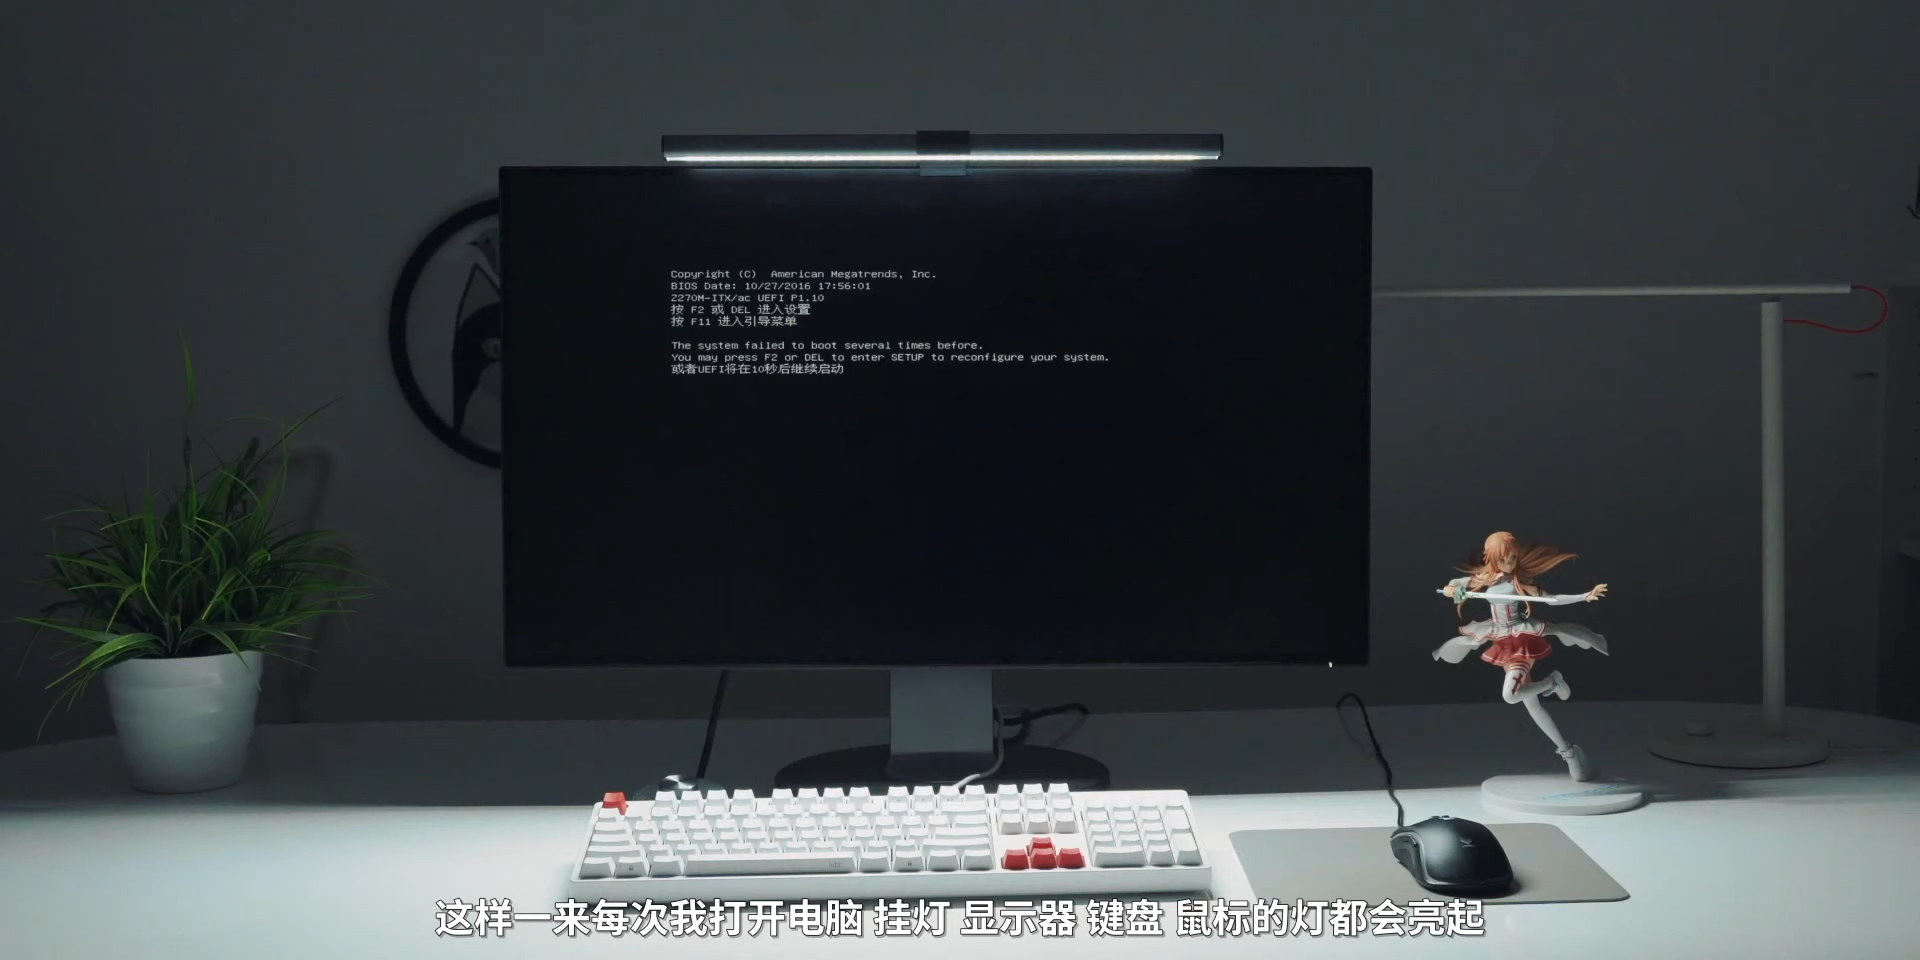 Copyright (C)  American Megatrends, Inc.
BIOS Date: 10/27/2016 17:56:01
Z270M-ITX/ac UEFI P1.10
按 F2 或 DEL 进入设置
按 F11 进入引导菜单
The system failed to boot several times before.
You may press F2 or DEL to enter SETUP to reconfigure your system.
或者UEFI将在10秒后继续启动
这样一来每次我打开电脑 挂灯 显示器 键盘 鼠标的灯都会亮起